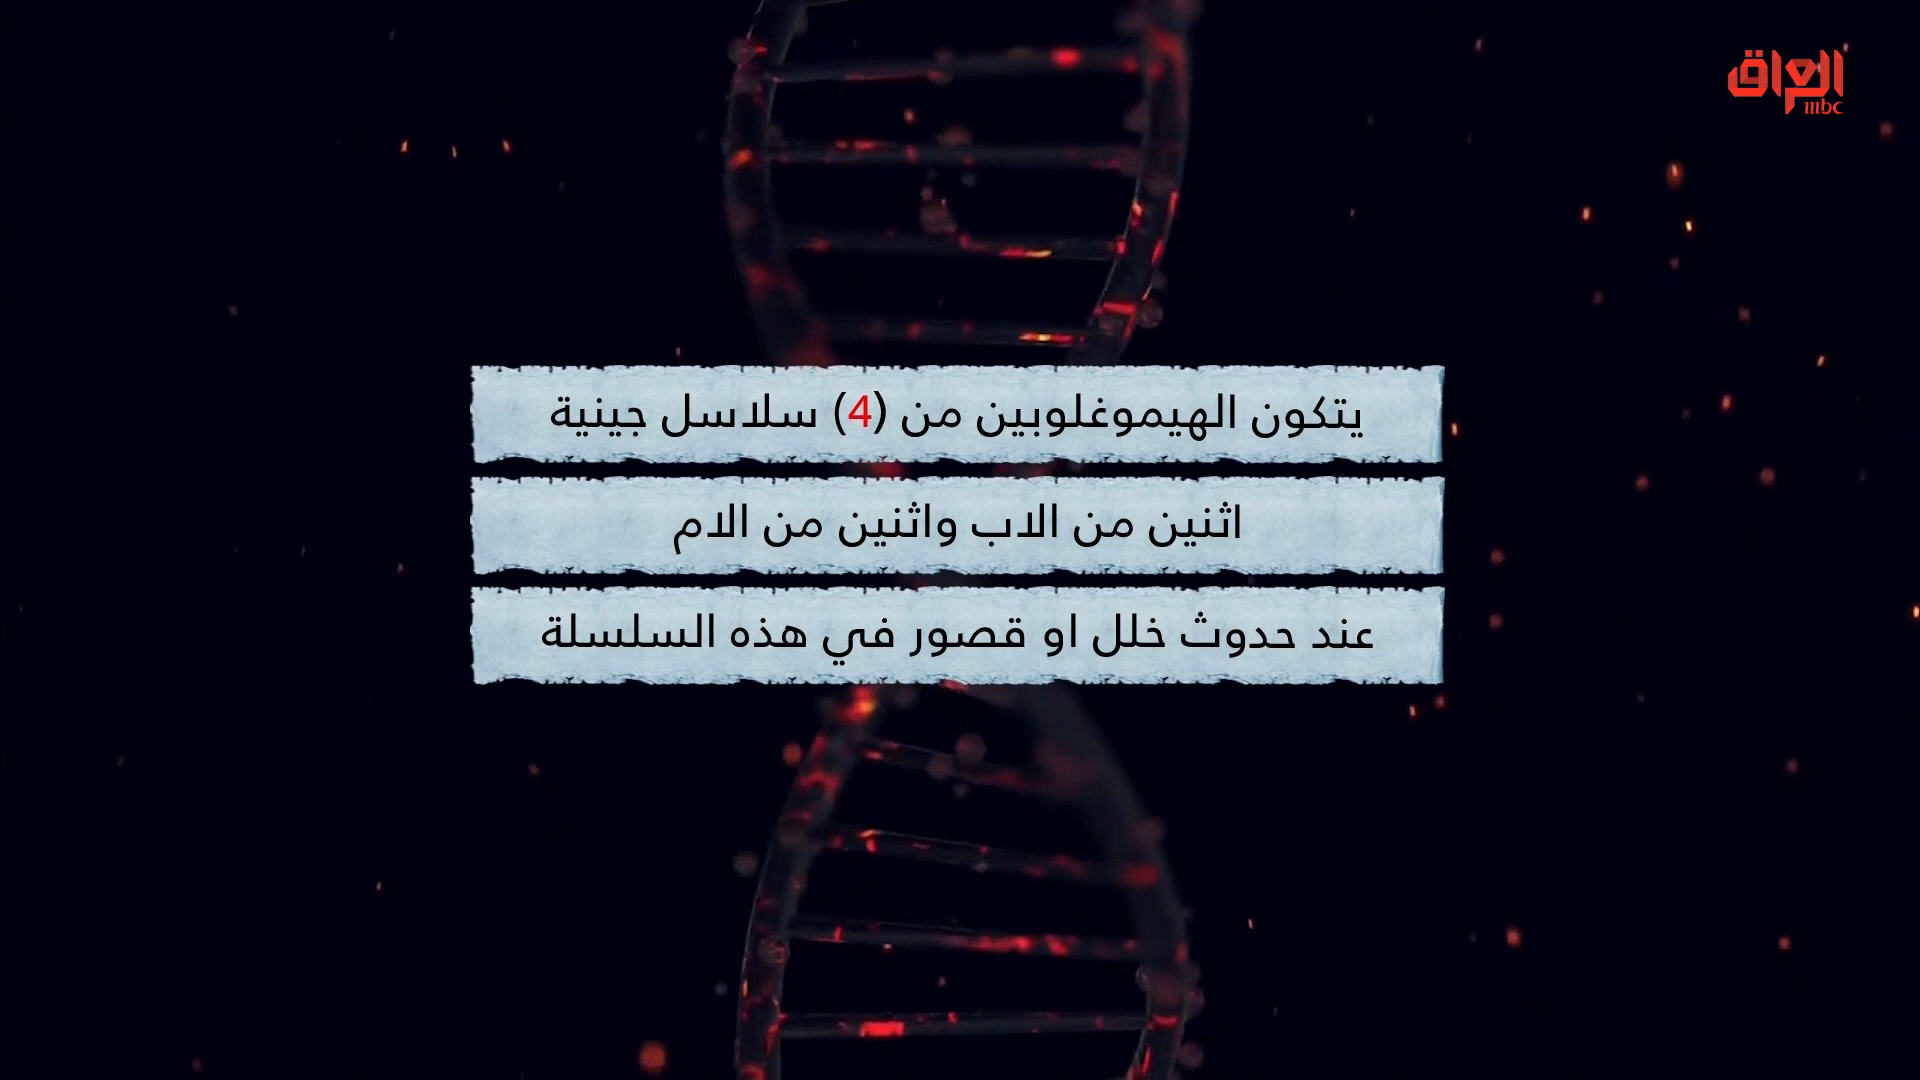 العراق
mbc
يتكون الهيموغلوبين من (4) سلاسل جينية
اثنين من الاب واثنين من الام
عند حدوث خلل او قصور في هذه السلسلة